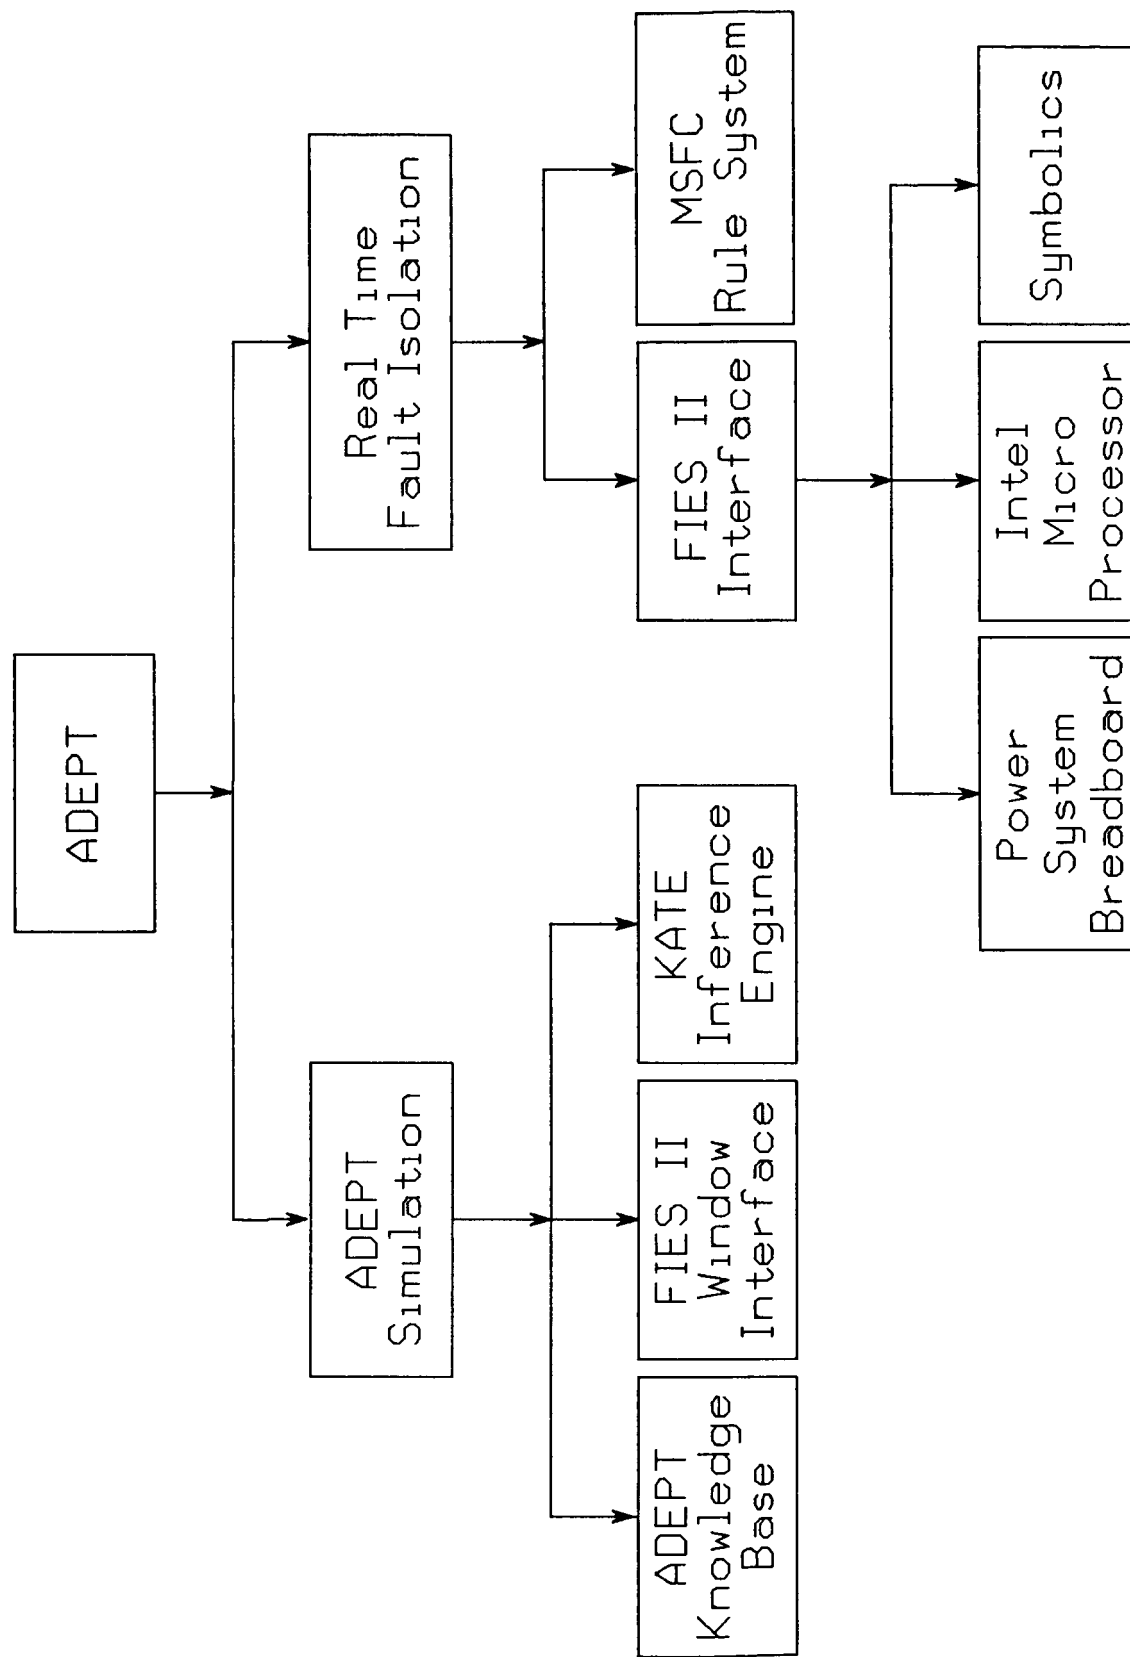 ADEPT
ADEPT
Simulation
Real Time
Fault Isolation
ADEPT
Knowledge
Base
FIES II
Window
Interface
KATE
Inference
Engine
FIES II
Interface
MSFC
Rule System
Power
System
Breadboard
Intel
Micro
Processor
Symbolics